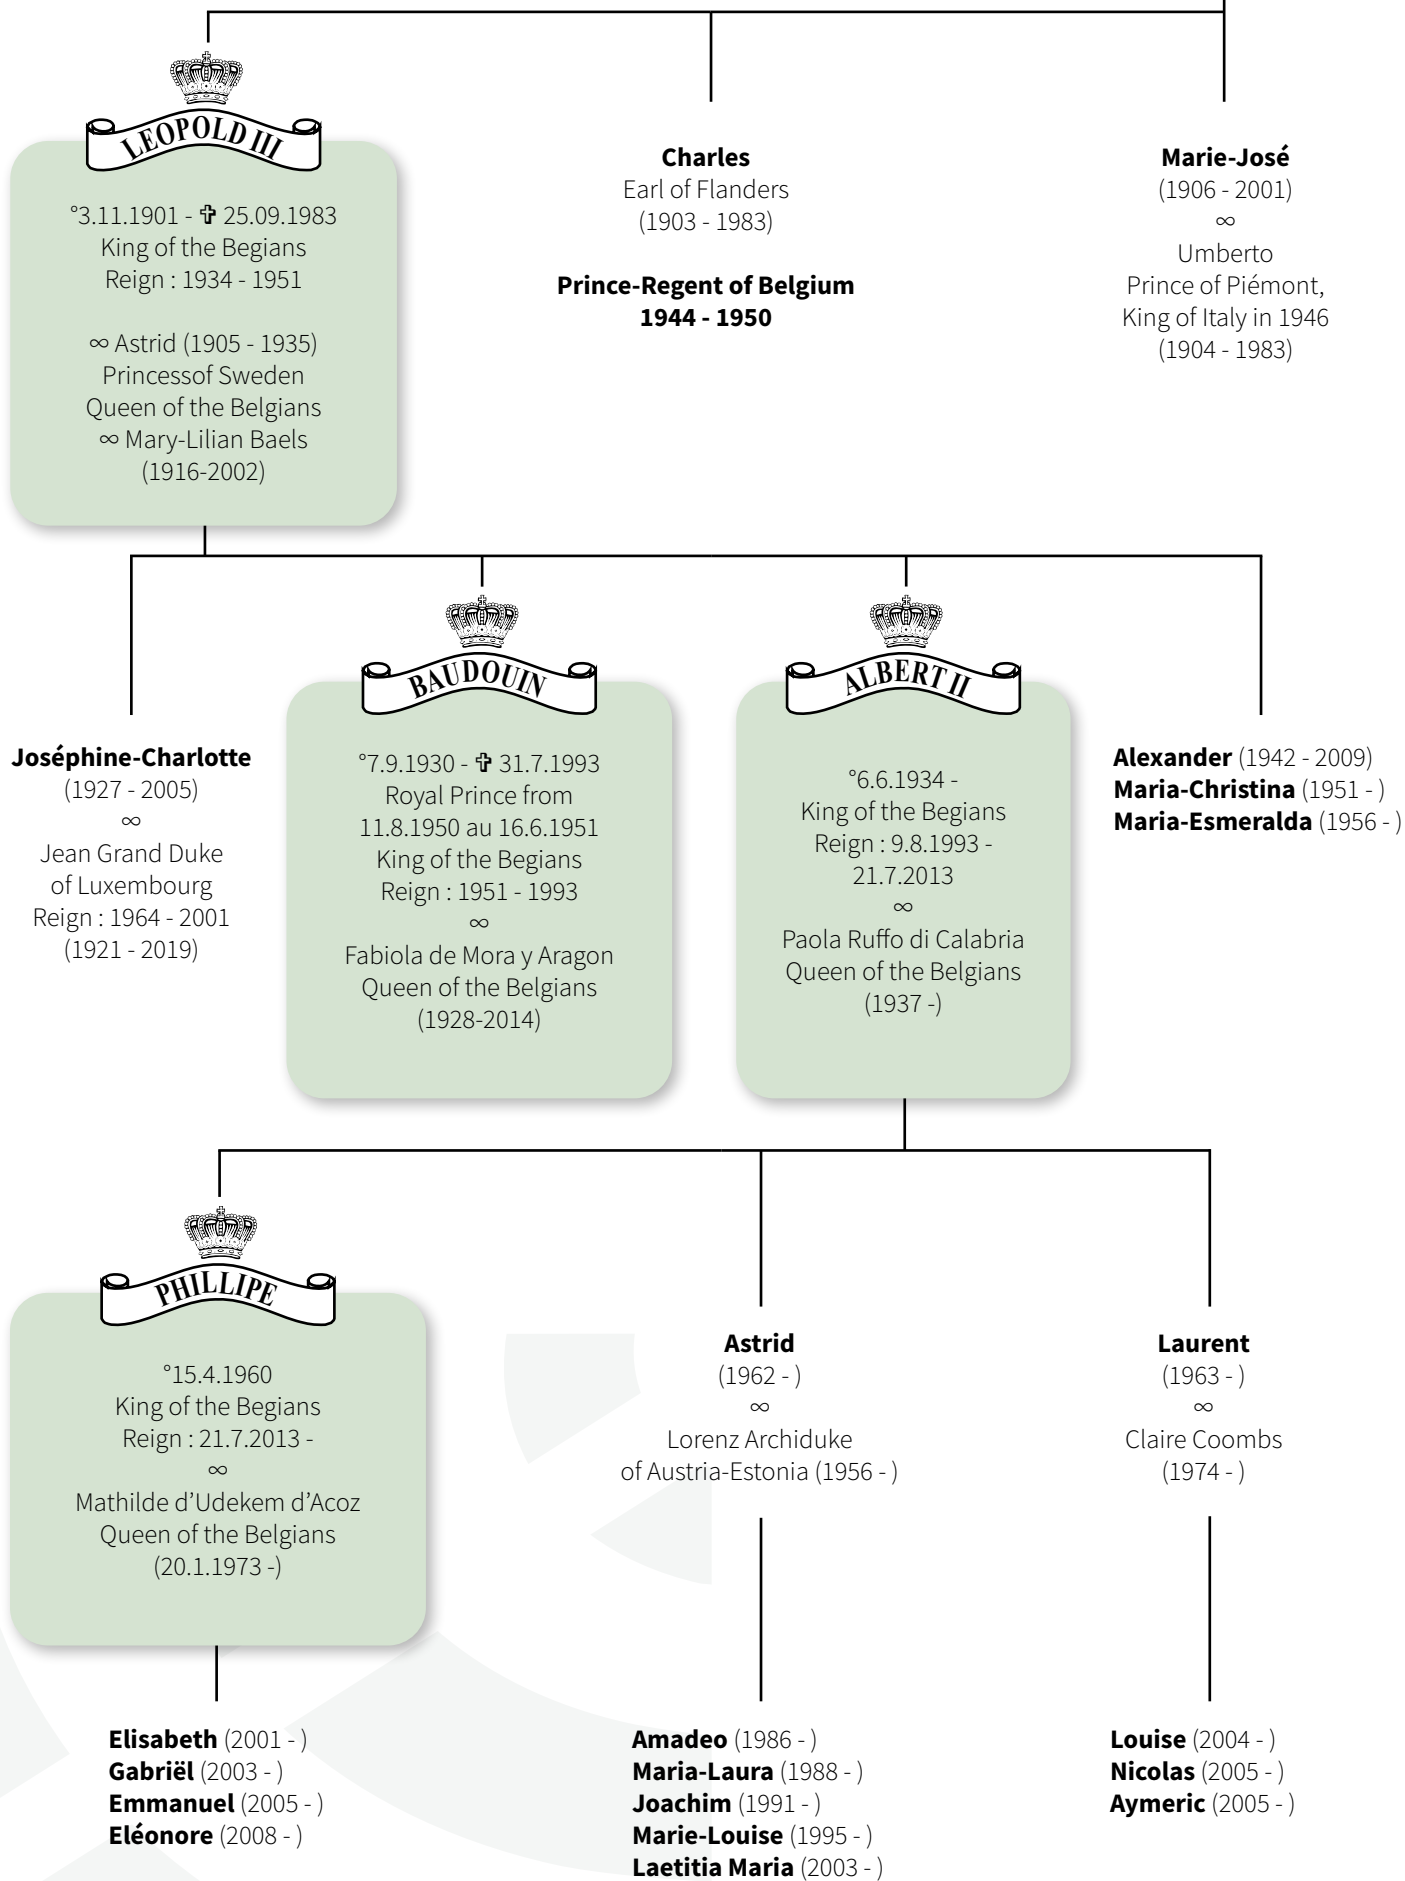 LEOPOLD III
°3.11.1901 - ✞ 25.09.1983
King of the Begians
Reign : 1934 - 1951
∞ Astrid (1905 - 1935)
Princessof Sweden
Queen of the Belgians
∞ Mary-Lilian Baels
(1916-2002)
Charles
Earl of Flanders
(1903 - 1983)
Prince-Regent of Belgium
1944 - 1950
Marie-José
(1906 - 2001)
∞
Umberto
Prince of Piémont,
King of Italy in 1946
(1904 - 1983)
Joséphine-Charlotte
(1927 - 2005)
∞
Jean Grand Duke
of Luxembourg
Reign : 1964 - 2001
(1921 - 2019)
BAUDOUIN
°7.9.1930 - ✞ 31.7.1993
Royal Prince from
11.8.1950 au 16.6.1951
King of the Begians
Reign : 1951 - 1993
∞
Fabiola de Mora y Aragon
Queen of the Belgians
(1928-2014)
ALBERT II
°6.6.1934 -
King of the Begians
Reign : 9.8.1993 -
21.7.2013
∞
Paola Ruffo di Calabria
Queen of the Belgians
(1937 -)
Alexander (1942 - 2009)
Maria-Christina (1951 - )
Maria-Esmeralda (1956 - )
PHILLIPE
°15.4.1960
King of the Begians
Reign : 21.7.2013 -
∞
Mathilde d’Udekem d’Acoz
Queen of the Belgians
(20.1.1973 -)
Astrid
(1962 - )
∞
Lorenz Archiduke
of Austria-Estonia (1956 - )
Laurent
(1963 - )
∞
Claire Coombs
(1974 - )
Elisabeth (2001 - )
Gabriël (2003 - )
Emmanuel (2005 - )
Eléonore (2008 - )
Amadeo (1986 - )
Maria-Laura (1988 - )
Joachim (1991 - )
Marie-Louise (1995 - )
Laetitia Maria (2003 - )
Louise (2004 - )
Nicolas (2005 - )
Aymeric (2005 - )